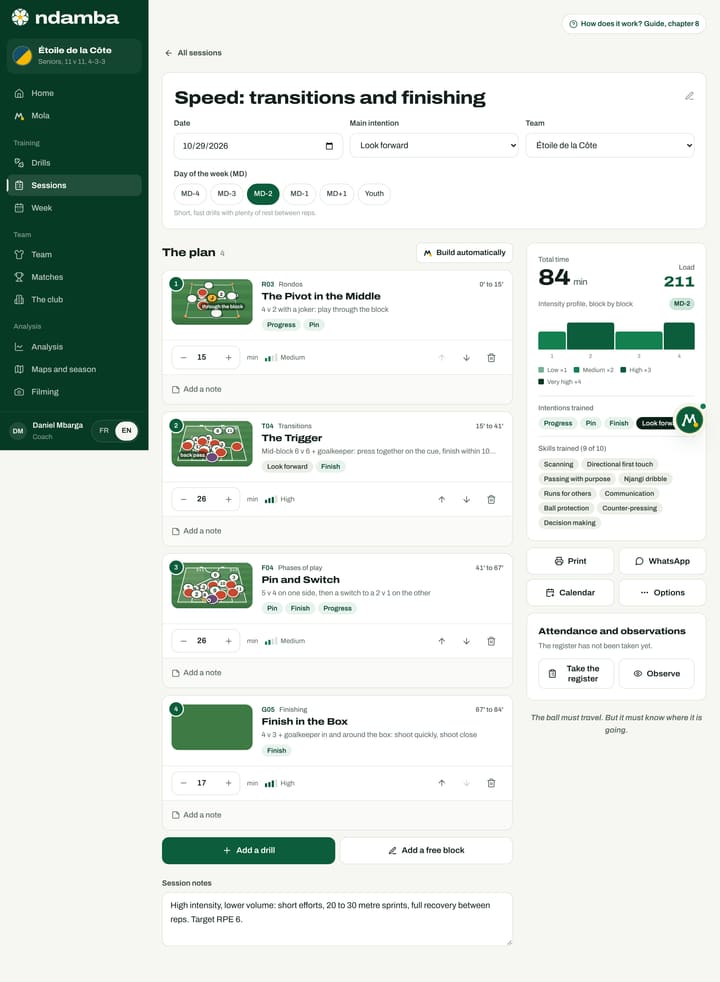 ndamba
How does it work? Guide, chapter 8
Étoile de la Côte
Seniors, 11 v 11, 4-3-3
Home
Mola
Training
Drills
Sessions
Week
Team
Team
Matches
The club
Analysis
Analysis
Maps and season
Filming
DM
Daniel Mbarga
Coach
FR
EN
All sessions
Speed: transitions and finishing
Date
Main intention
Team
10/29/2026
Look forward
Étoile de la Côte
Day of the week (MD)
MD-4
MD-3
MD-2
MD-1
MD+1
Youth
Short, fast drills with plenty of rest between reps.
The plan 4
Build automatically
1
through the block
R03 Rondos
0' to 15'
The Pivot in the Middle
4 v 2 with a joker: play through the block
Progress
Pin
− 15 + min Medium
Add a note
2
back pass
T04 Transitions
15' to 41'
The Trigger
Mid-block 6 v 6 + goalkeeper: press together on the cue, finish within 10…
Look forward
Finish
− 26 + min High
Add a note
3
F04 Phases of play
41' to 67'
Pin and Switch
5 v 4 on one side, then a switch to a 2 v 1 on the other
Pin
Finish
Progress
− 26 + min Medium
Add a note
4
G05 Finishing
67' to 84'
Finish in the Box
4 v 3 + goalkeeper in and around the box: shoot quickly, shoot close
Finish
− 17 + min High
Add a note
+ Add a drill
Add a free block
Session notes
High intensity, lower volume: short efforts, 20 to 30 metre sprints, full recovery between
reps. Target RPE 6.
Total time
84 min
Load
211
Intensity profile, block by block
MD-2
1 2 3 4
Low ×1 Medium ×2 High ×3
Very high ×4
Intentions trained
Progress
Pin
Finish
Look forw
Skills trained (9 of 10)
Scanning
Directional first touch
Passing with purpose
Njangi dribble
Runs for others
Communication
Ball protection
Counter-pressing
Decision making
Print
WhatsApp
Calendar
Options
Attendance and observations
The register has not been taken yet.
Take the
register
Observe
The ball must travel. But it must know where it is
going.